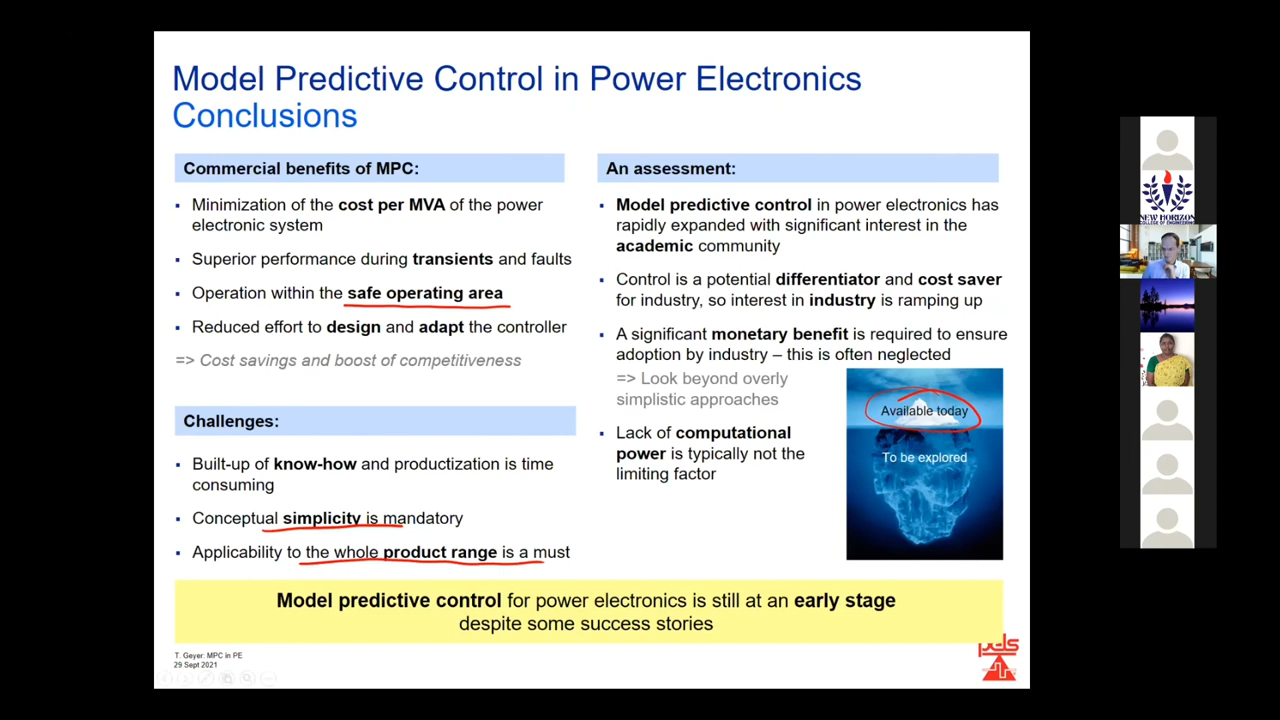 Model Predictive Control in Power Electronics
Conclusions
Commercial benefits of MPC:
Minimization of the cost per MVA of the power
electronic system
Superior performance during transients and faults
Operation within the safe operating area
Reduced effort to design and adapt the controller
=> Cost savings and boost of competitiveness
Challenges:
Built-up of know-how and productization is time
consuming
Conceptual simplicity is mandatory
Applicability to the whole product range is a must
An assessment:
Model predictive control in power electronics has
rapidly expanded with significant interest in the
academic community
Control is a potential differentiator and cost saver
for industry, so interest in industry is ramping up
A significant monetary benefit is required to ensure
adoption by industry – this is often neglected
=> Look beyond overly
simplistic approaches
Lack of computational
power is typically not the
limiting factor
Available today
To be explored
Model predictive control for power electronics is still at an early stage
despite some success stories
T. Geyer: MPC in PE
29 Sept 2021
pds
NEW HORIZON
COLLEGE OF ENGINEERING